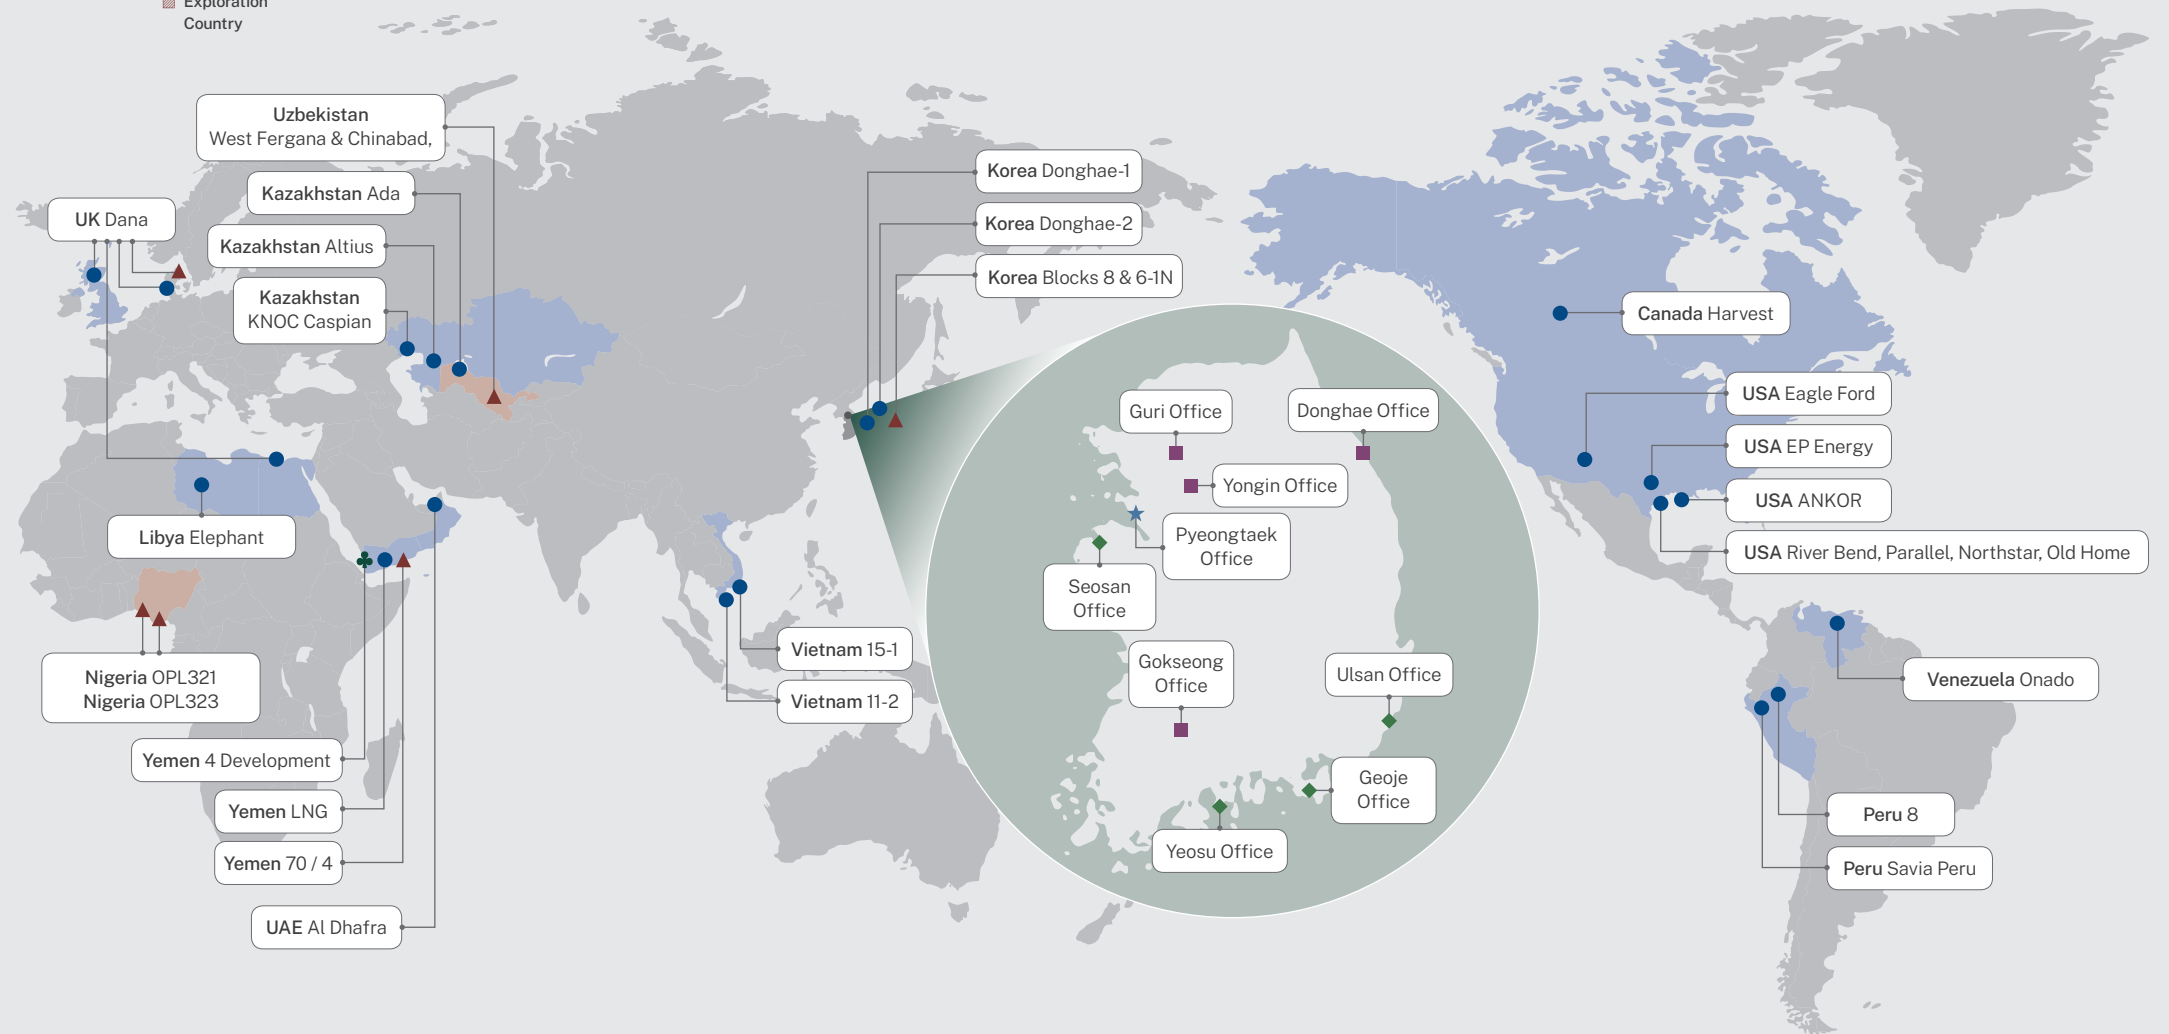 Exploration
Country
Uzbekistan
West Fergana & Chinabad,
Kazakhstan Ada
UK Dana
Kazakhstan Altius
Kazakhstan
KNOC Caspian
Korea Donghae-1
Korea Donghae-2
Korea Blocks 8 & 6-1N
Canada Harvest
USA Eagle Ford
USA EP Energy
USA ANKOR
USA River Bend, Parallel, Northstar, Old Home
Guri Office
Donghae Office
Yongin Office
Pyeongtaek
Office
Seosan
Office
Gokseong
Office
Ulsan Office
Geoje
Office
Yeosu Office
Libya Elephant
Nigeria OPL321
Nigeria OPL323
Yemen 4 Development
Yemen LNG
Yemen 70 / 4
UAE Al Dhafra
Vietnam 15-1
Vietnam 11-2
Venezuela Onado
Peru 8
Peru Savia Peru